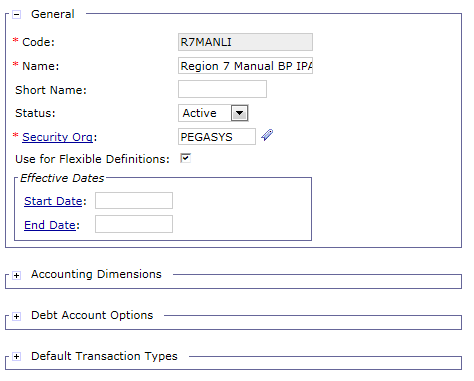 General
* Code: R7MANLI
* Name: Region 7 Manual BP IPA
Short Name:
Status: Active
* Security Org: PEGASYS
Use for Flexible Definitions:
Effective Dates
Start Date:
End Date:
Accounting Dimensions
Debt Account Options
Default Transaction Types